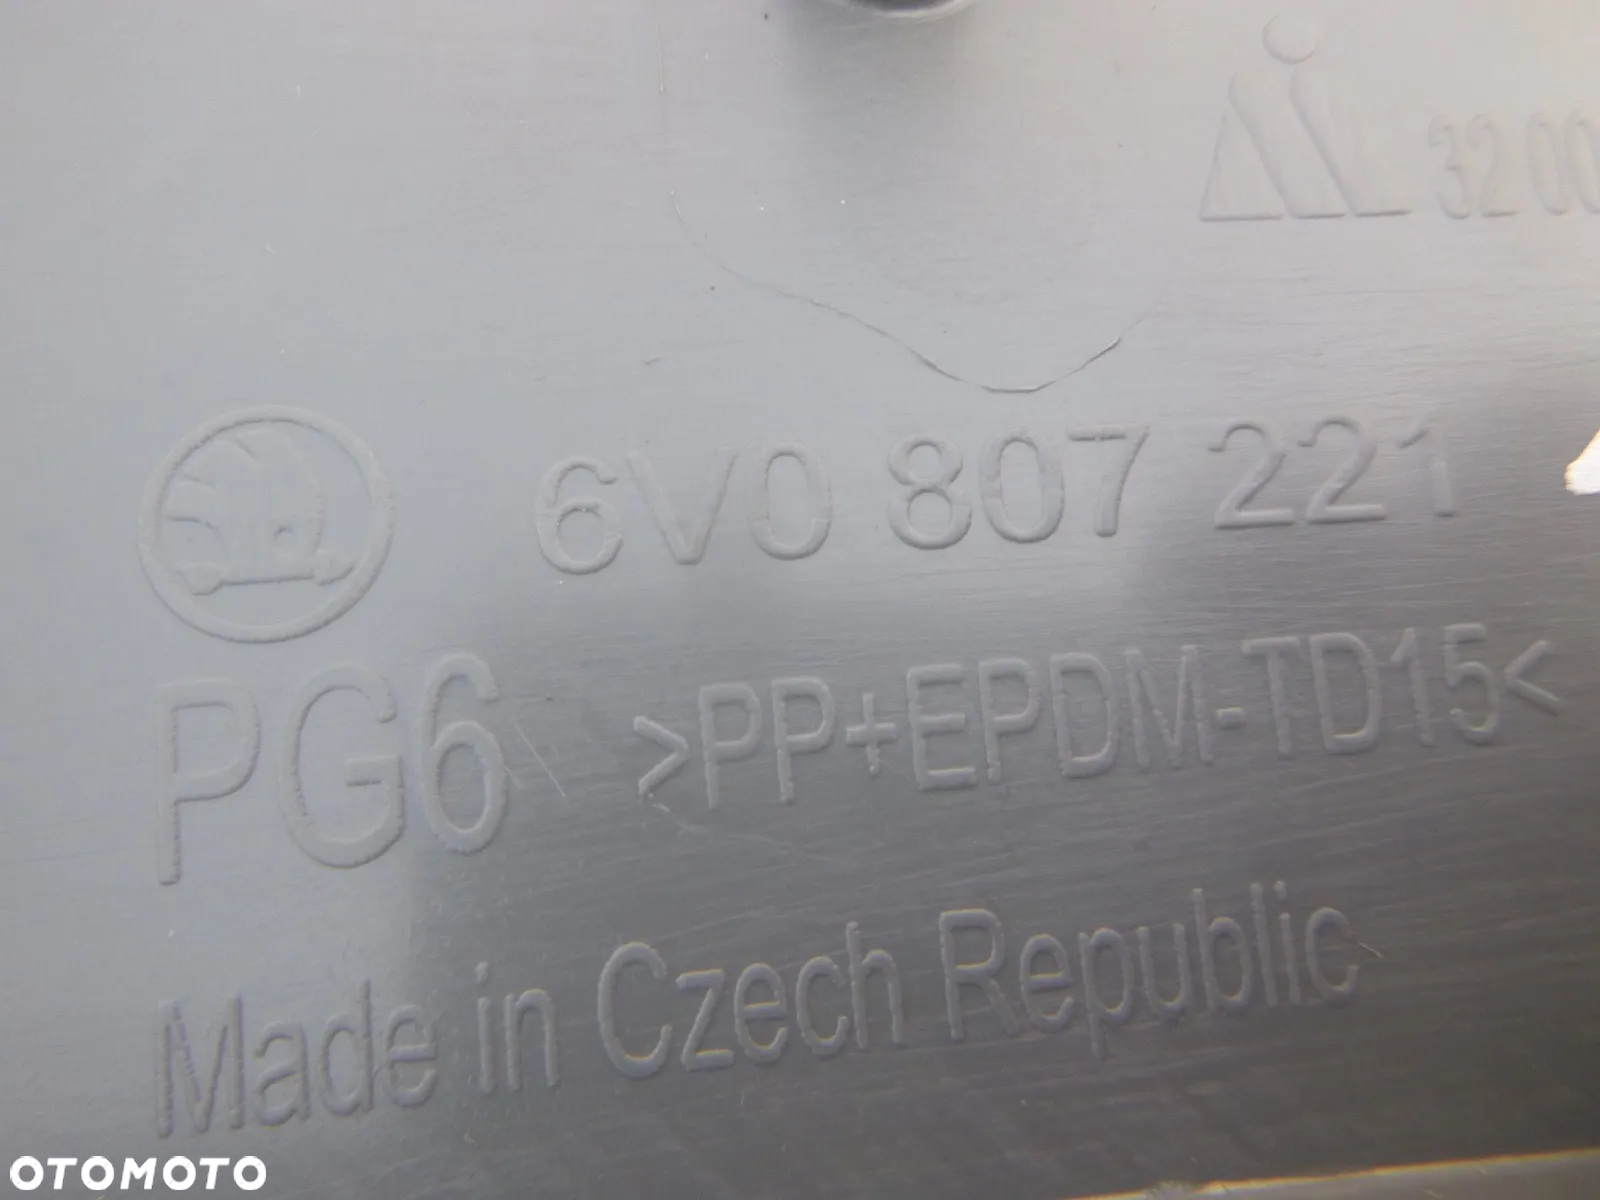 32 00
6V0 807 221
PG6 >PP+EPDM-TD15<
Made in Czech Republic
OTOMOTO